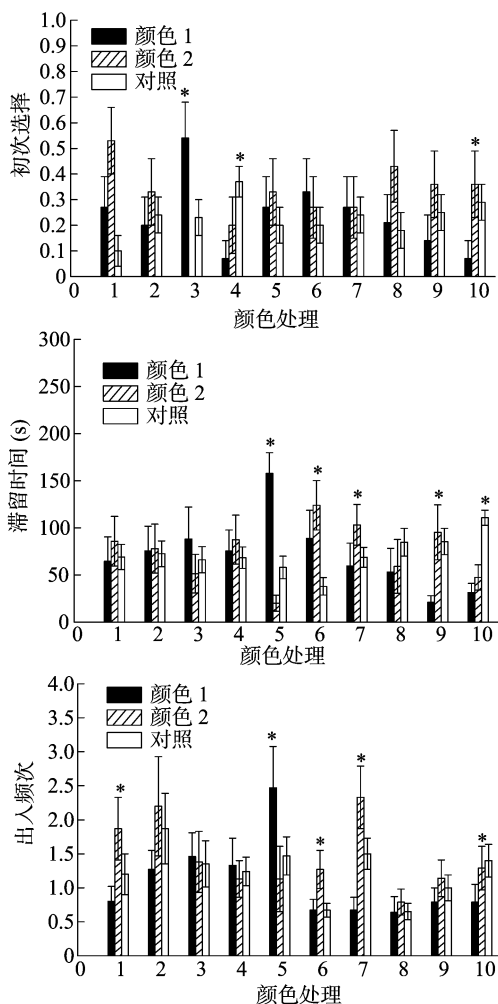 颜色 1
颜色 2
对照
初次选择
1.0
0.9
0.8
0.7
0.6
0.5
0.4
0.3
0.2
0.1
0
* * *
0 1 2 3 4 5 6 7 8 9 10
颜色处理
颜色 1
颜色 2
对照
滞留时间 (s)
300
250
200
150
100
50
0
* * * * *
0 1 2 3 4 5 6 7 8 9 10
颜色处理
颜色 1
颜色 2
对照
出入频次
4.0
3.5
3.0
2.5
2.0
1.5
1.0
0.5
0
* * * * *
0 1 2 3 4 5 6 7 8 9 10
颜色处理